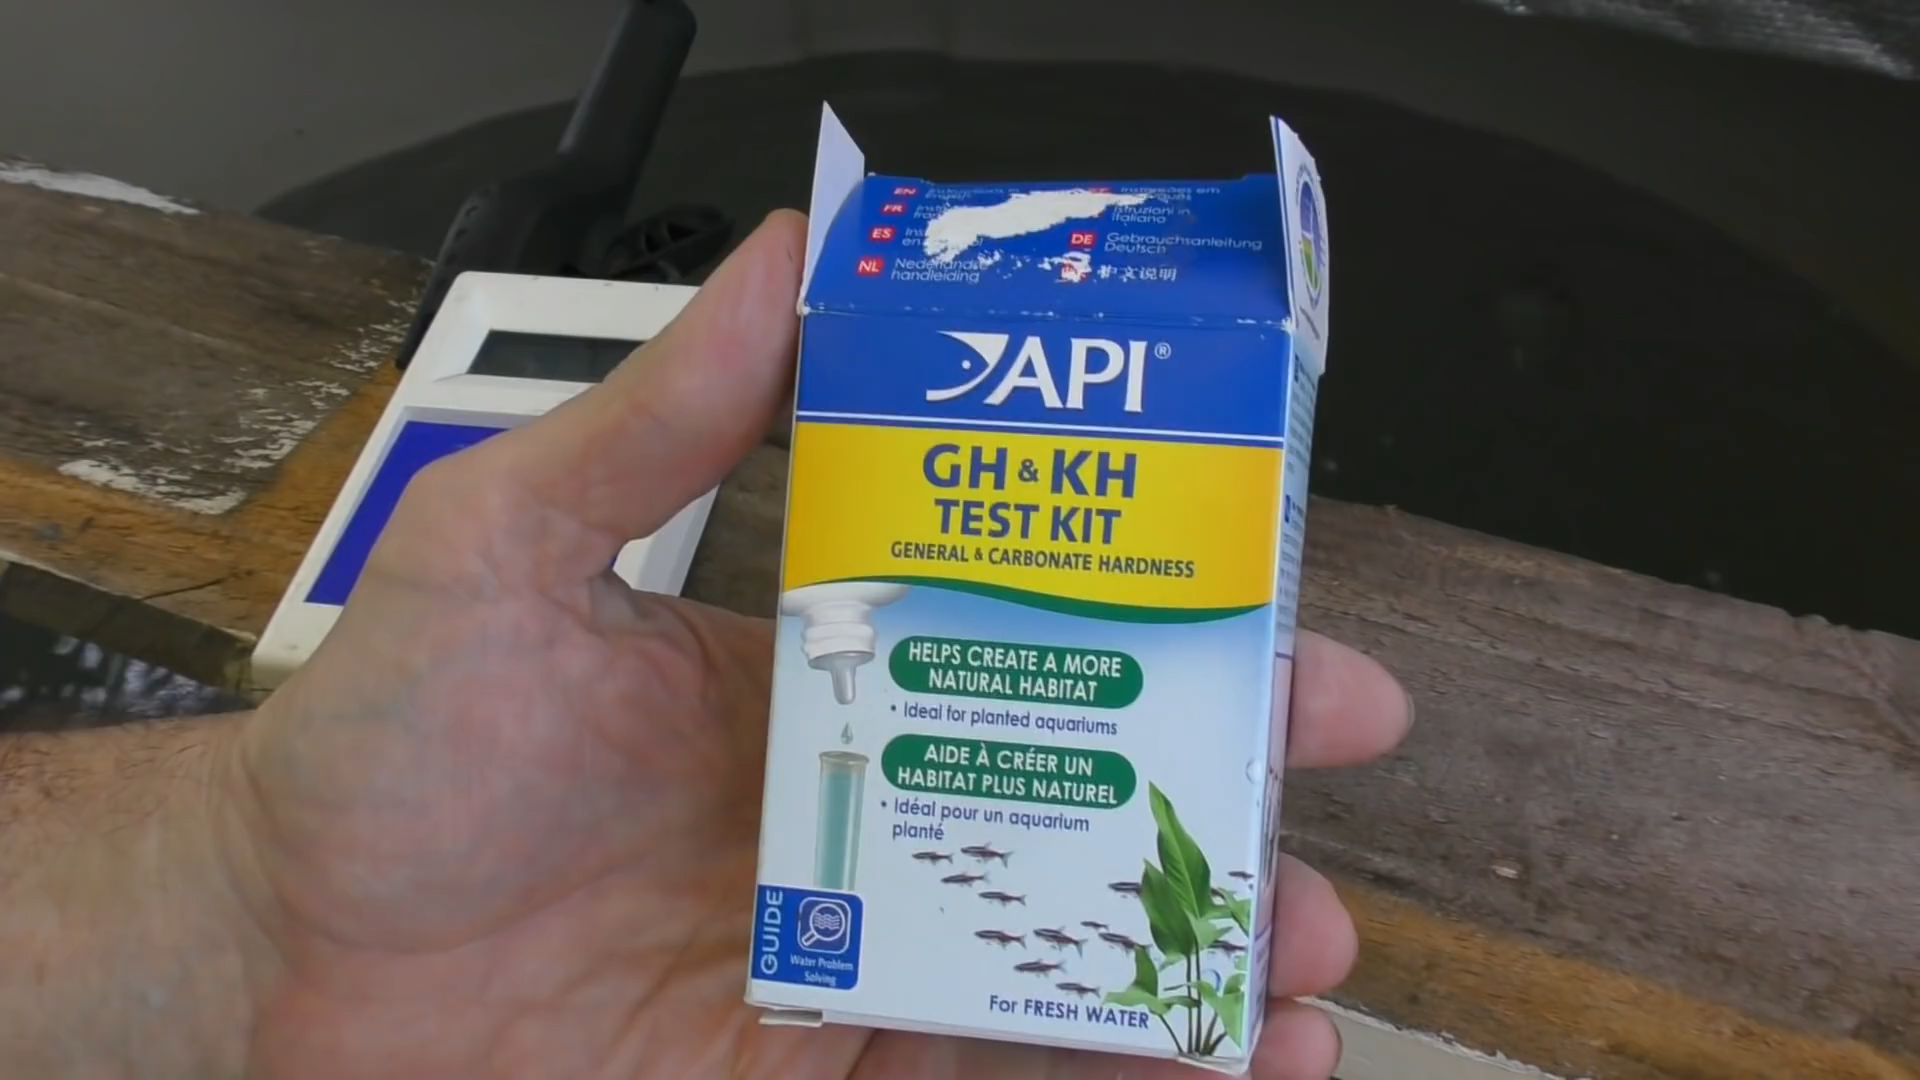 EN
FR
ES
NL Nederlandse
handleiding
Istruzioni in
Italiano
DE Gebrauchsanleitung
Deutsch
中文说明
API®
GH & KH
TEST KIT
GENERAL & CARBONATE HARDNESS
HELPS CREATE A MORE
NATURAL HABITAT
• Ideal for planted aquariums
AIDE À CRÉER UN
HABITAT PLUS NATUREL
• Idéal pour un aquarium
planté
GUIDE
Water Problem
Solving
For FRESH WATER